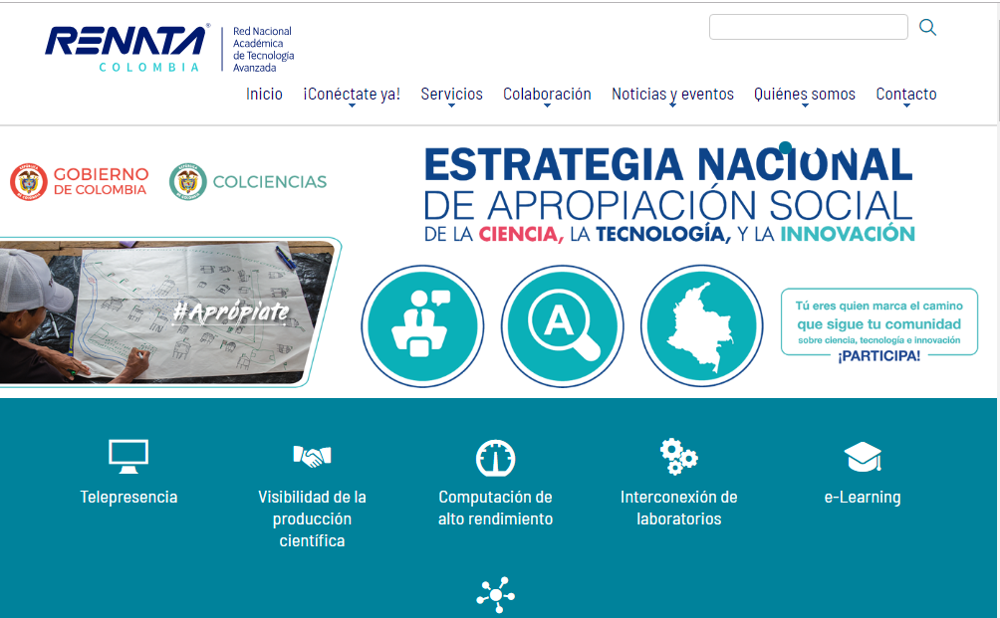 RENATA®
COLOMBIA
Red Nacional
Académica
de Tecnología
Avanzada
Inicio ¡Conéctate ya! Servicios Colaboración Noticias y eventos Quiénes somos Contacto
GOBIERNO
DE COLOMBIA
COLCIENCIAS
ESTRATEGIA NACIONAL
DE APROPIACIÓN SOCIAL
DE LA CIENCIA, LA TECNOLOGÍA, Y LA INNOVACIÓN
#Aprópiate
A
Tú eres quien marca el camino
que sigue tu comunidad
sobre ciencia, tecnología e innovación
¡PARTICIPA!
Telepresencia
Visibilidad de la
producción
científica
Computación de
alto rendimiento
Interconexión de
laboratorios
e-Learning